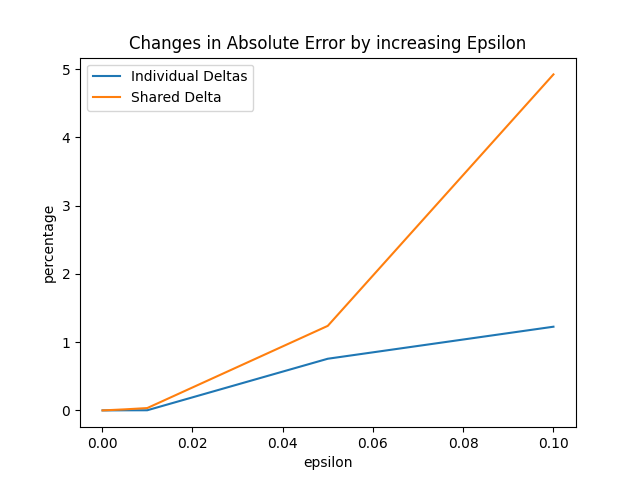 Changes in Absolute Error by increasing Epsilon
Individual Deltas
Shared Delta
5
4
3
2
1
0
percentage
0.00 0.02 0.04 0.06 0.08 0.10
epsilon